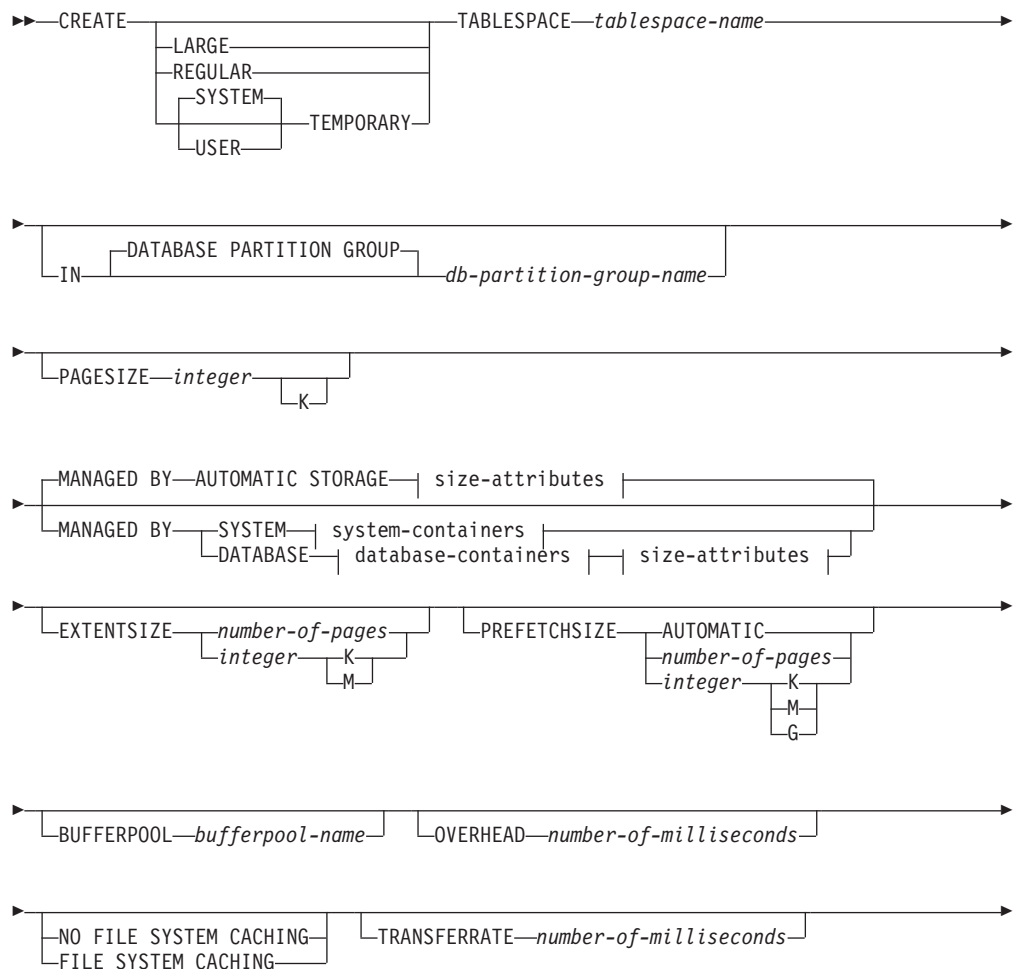 CREATE TABLESPACE tablespace-name
LARGE
REGULAR
SYSTEM
TEMPORARY
USER
IN DATABASE PARTITION GROUP db-partition-group-name
PAGESIZE integer K
MANAGED BY AUTOMATIC STORAGE size-attributes
MANAGED BY SYSTEM system-containers
DATABASE database-containers size-attributes
EXTENTSIZE number-of-pages PREFETCHSIZE AUTOMATIC
integer K number-of-pages
M integer K
M
G
BUFFERPOOL bufferpool-name OVERHEAD number-of-milliseconds
NO FILE SYSTEM CACHING TRANSFERRATE number-of-milliseconds
FILE SYSTEM CACHING